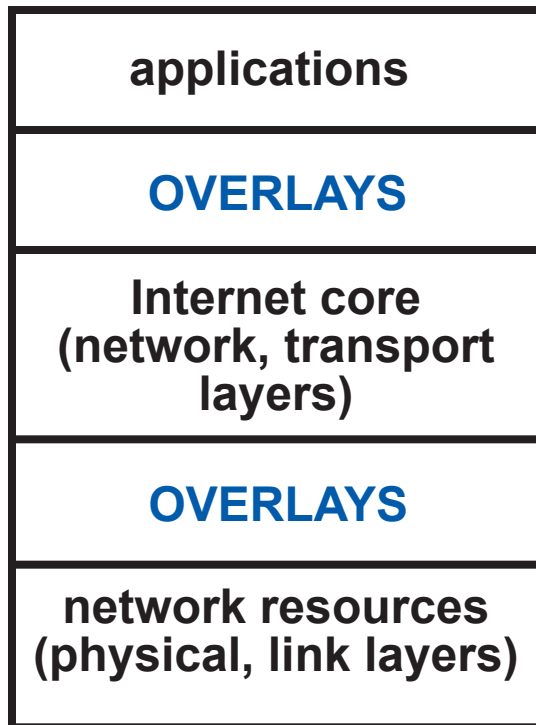 applications
OVERLAYS
Internet core
(network, transport
layers)
OVERLAYS
network resources
(physical, link layers)